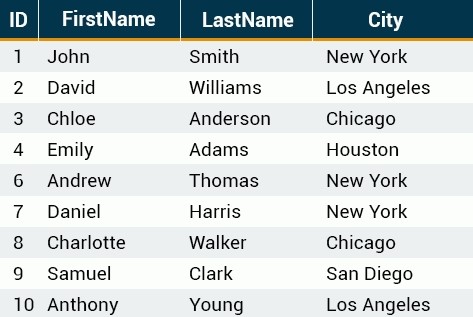 ID FirstName LastName City
1 John Smith New York
2 David Williams Los Angeles
3 Chloe Anderson Chicago
4 Emily Adams Houston
6 Andrew Thomas New York
7 Daniel Harris New York
8 Charlotte Walker Chicago
9 Samuel Clark San Diego
10 Anthony Young Los Angeles